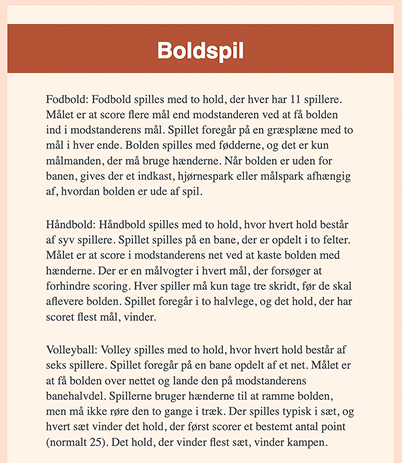 Boldspil
Fodbold: Fodbold spilles med to hold, der hver har 11 spillere.
Målet er at score flere mål end modstanderen ved at få bolden
ind i modstanderens mål. Spillet foregår på en græsplæne med to
mål i hver ende. Bolden spilles med fødderne, og det er kun
målmanden, der må bruge hænderne. Når bolden er uden for
banen, gives der et indkast, hjørnespark eller målspark afhængig
af, hvordan bolden er ude af spil.
Håndbold: Håndbold spilles med to hold, hvor hvert hold består
af syv spillere. Spillet spilles på en bane, der er opdelt i to felter.
Målet er at score i modstanderens net ved at kaste bolden med
hænderne. Der er en målvogter i hvert mål, der forsøger at
forhindre scoring. Hver spiller må kun tage tre skridt, før de skal
aflevere bolden. Spillet foregår i to halvlege, og det hold, der har
scoret flest mål, vinder.
Volleyball: Volley spilles med to hold, hvor hvert hold består af
seks spillere. Spillet foregår på en bane opdelt af et net. Målet er
at få bolden over nettet og lande den på modstanderens
banehalvdel. Spillerne bruger hænderne til at ramme bolden,
men må ikke røre den to gange i træk. Der spilles typisk i sæt, og
hvert sæt vinder det hold, der først scorer et bestemt antal point
(normalt 25). Det hold, der vinder flest sæt, vinder kampen.